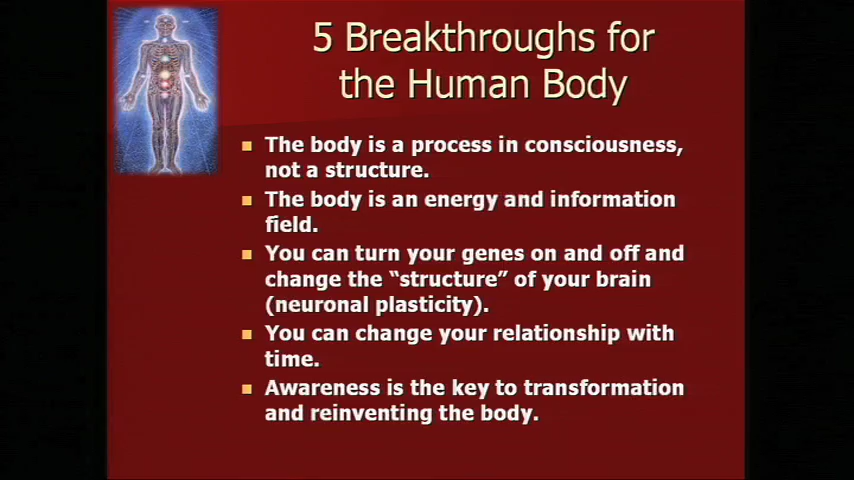 5 Breakthroughs for
the Human Body
The body is a process in consciousness,
not a structure.
The body is an energy and information
field.
You can turn your genes on and off and
change the “structure” of your brain
(neuronal plasticity).
You can change your relationship with
time.
Awareness is the key to transformation
and reinventing the body.